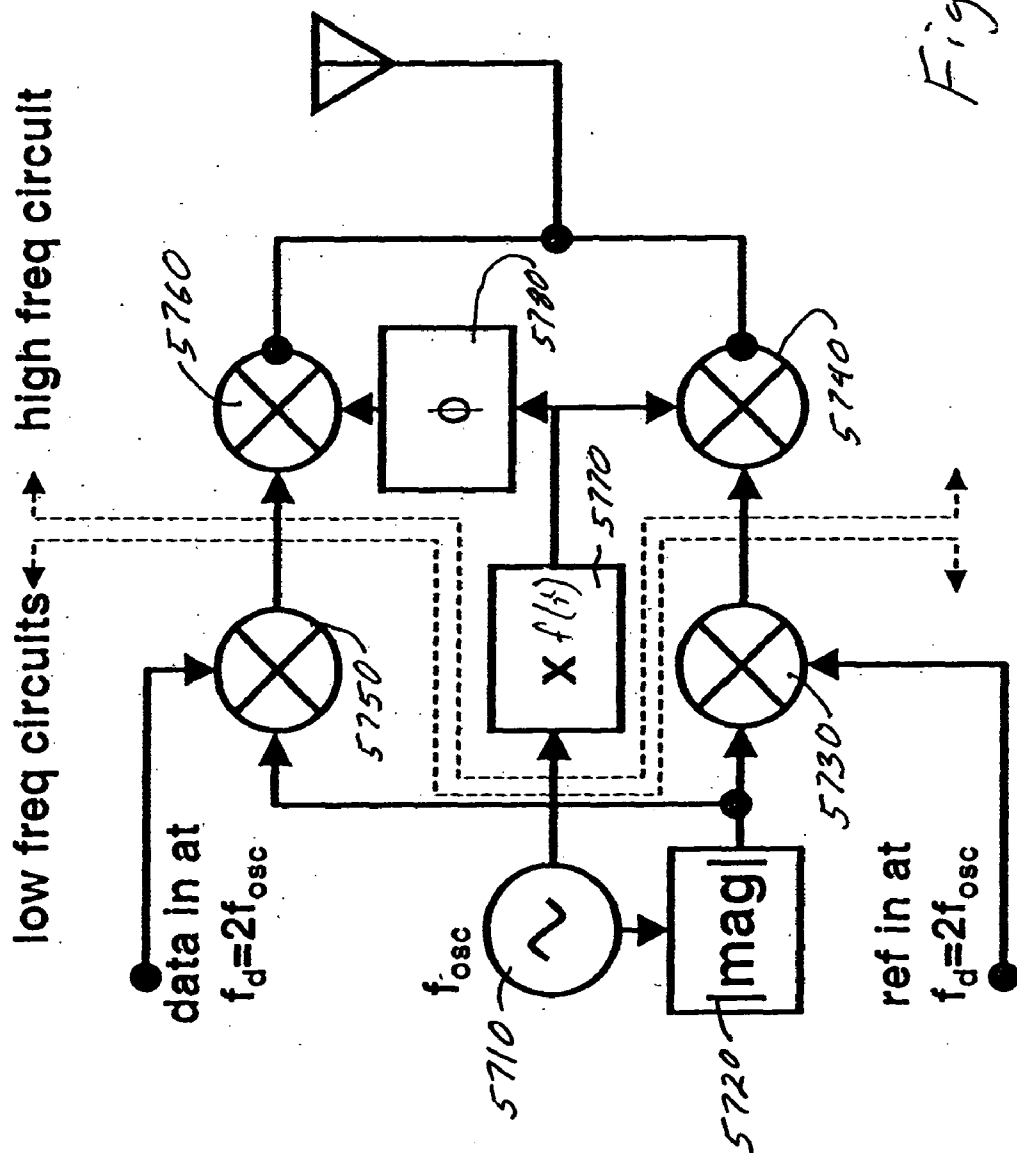 low freq circuits
high freq circuit
data in at
f_d=2f_osc
5760
5750
ϕ
5780
f_osc
5710
x f(t)
5770
|mag|
5720
5730
5740
ref in at
f_d=2f_osc
Fig